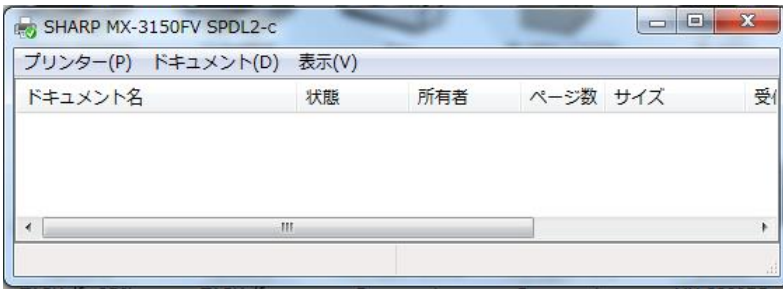 SHARP MX-3150FV SPDL2-c
プリンター(P) ドキュメント(D) 表示(V)
ドキュメント名 状態 所有者 ページ数 サイズ 受